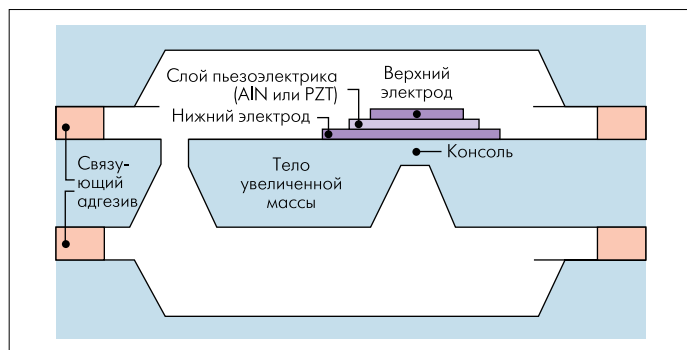 Слой пьезоэлектрика
(AlN или PZT)
Верхний
электрод
Нижний электрод
Консоль
Связу-
ющий
адгезив
Тело
увеличенной
массы